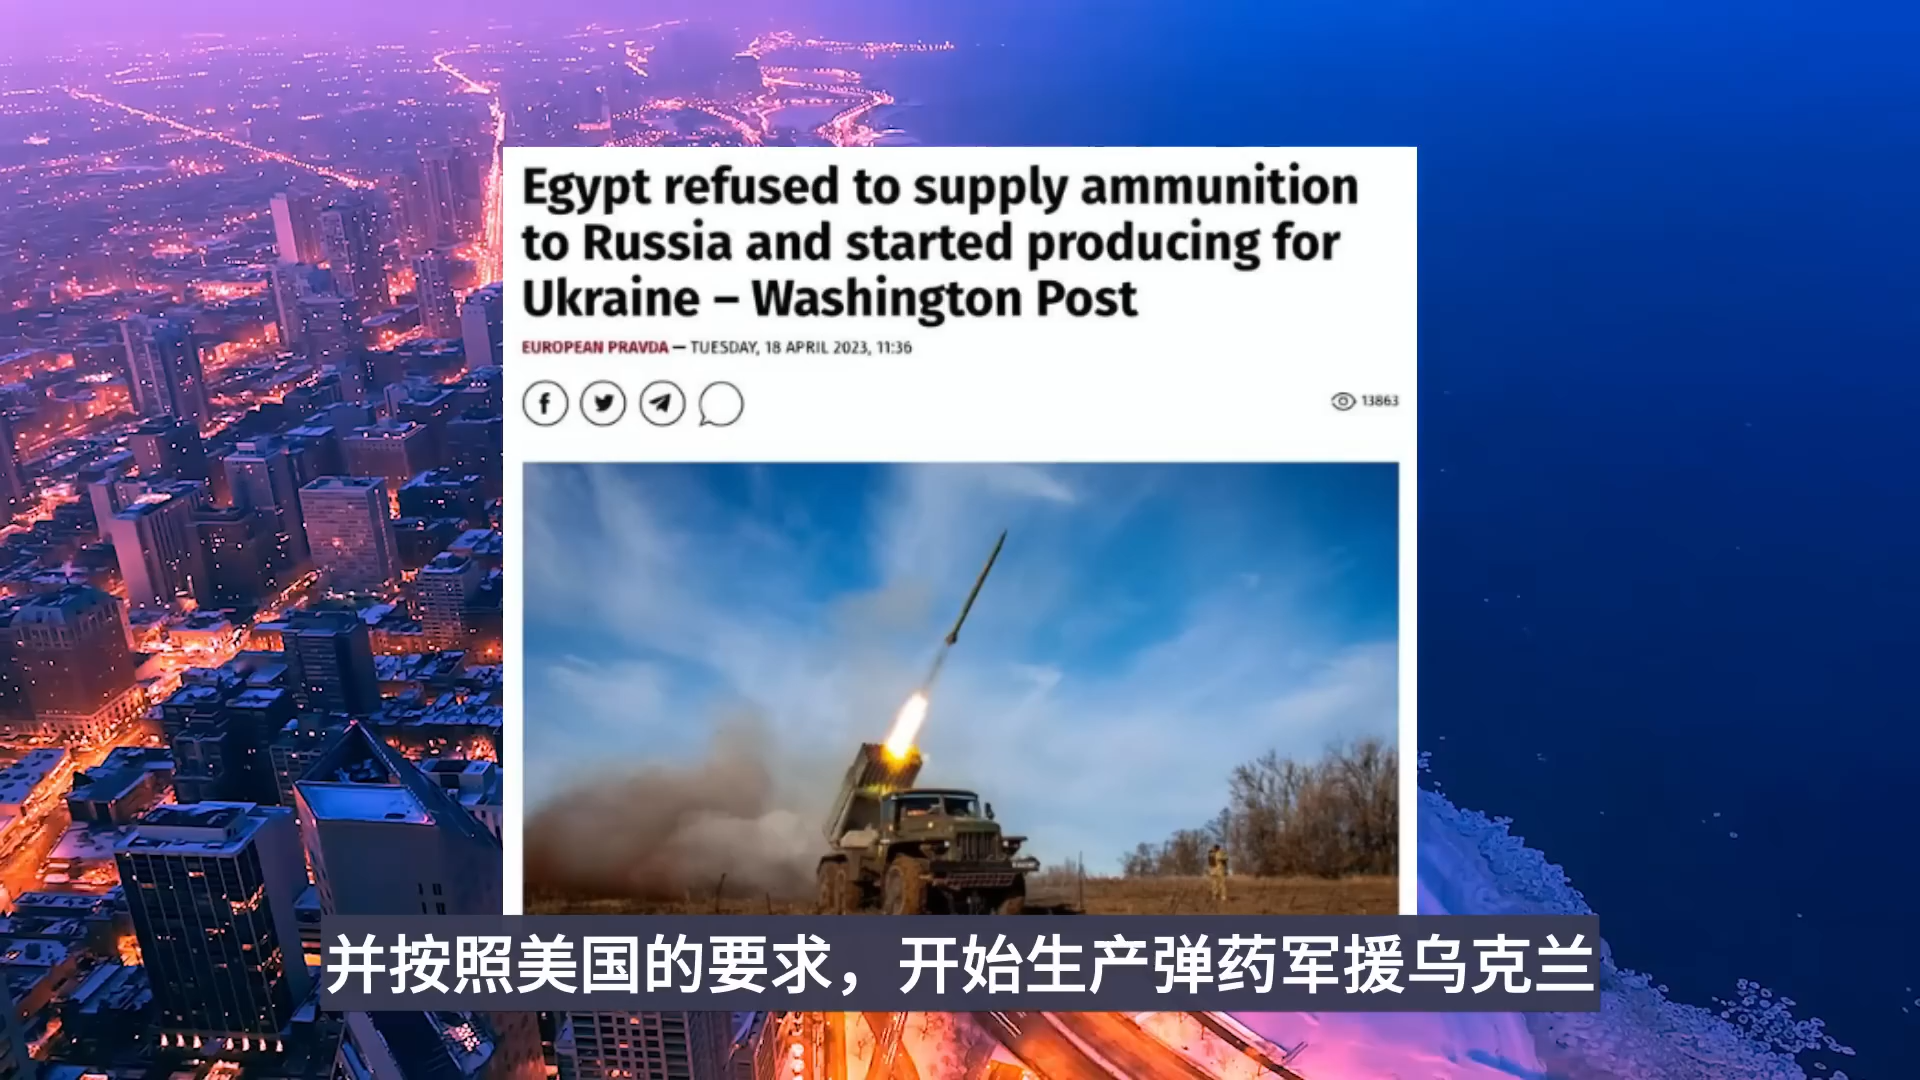 Egypt refused to supply ammunition
to Russia and started producing for
Ukraine – Washington Post
EUROPEAN PRAVDA — TUESDAY, 18 APRIL 2023, 11:36
13863
并按照美国的要求，开始生产弹药军援乌克兰